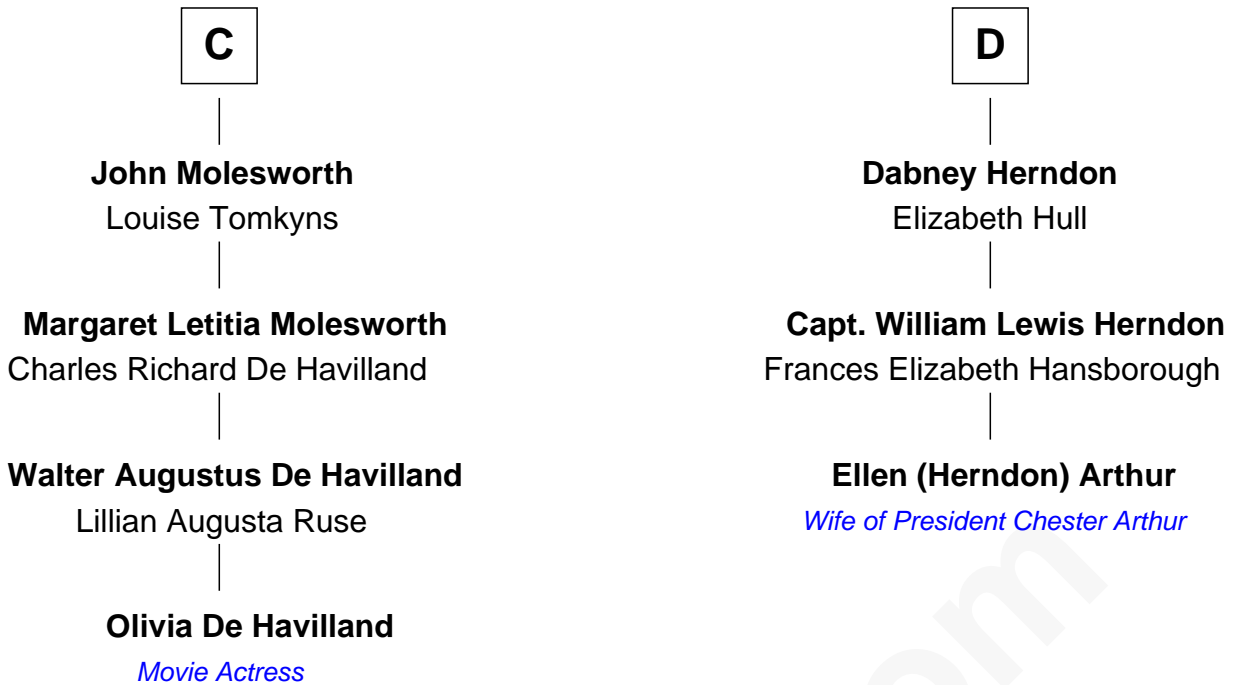 C
John Molesworth
Louise Tomkyns
Margaret Letitia Molesworth
Charles Richard De Havilland
Walter Augustus De Havilland
Lillian Augusta Ruse
Olivia De Havilland
Movie Actress
D
Dabney Herndon
Elizabeth Hull
Capt. William Lewis Herndon
Frances Elizabeth Hansborough
Ellen (Herndon) Arthur
Wife of President Chester Arthur
om